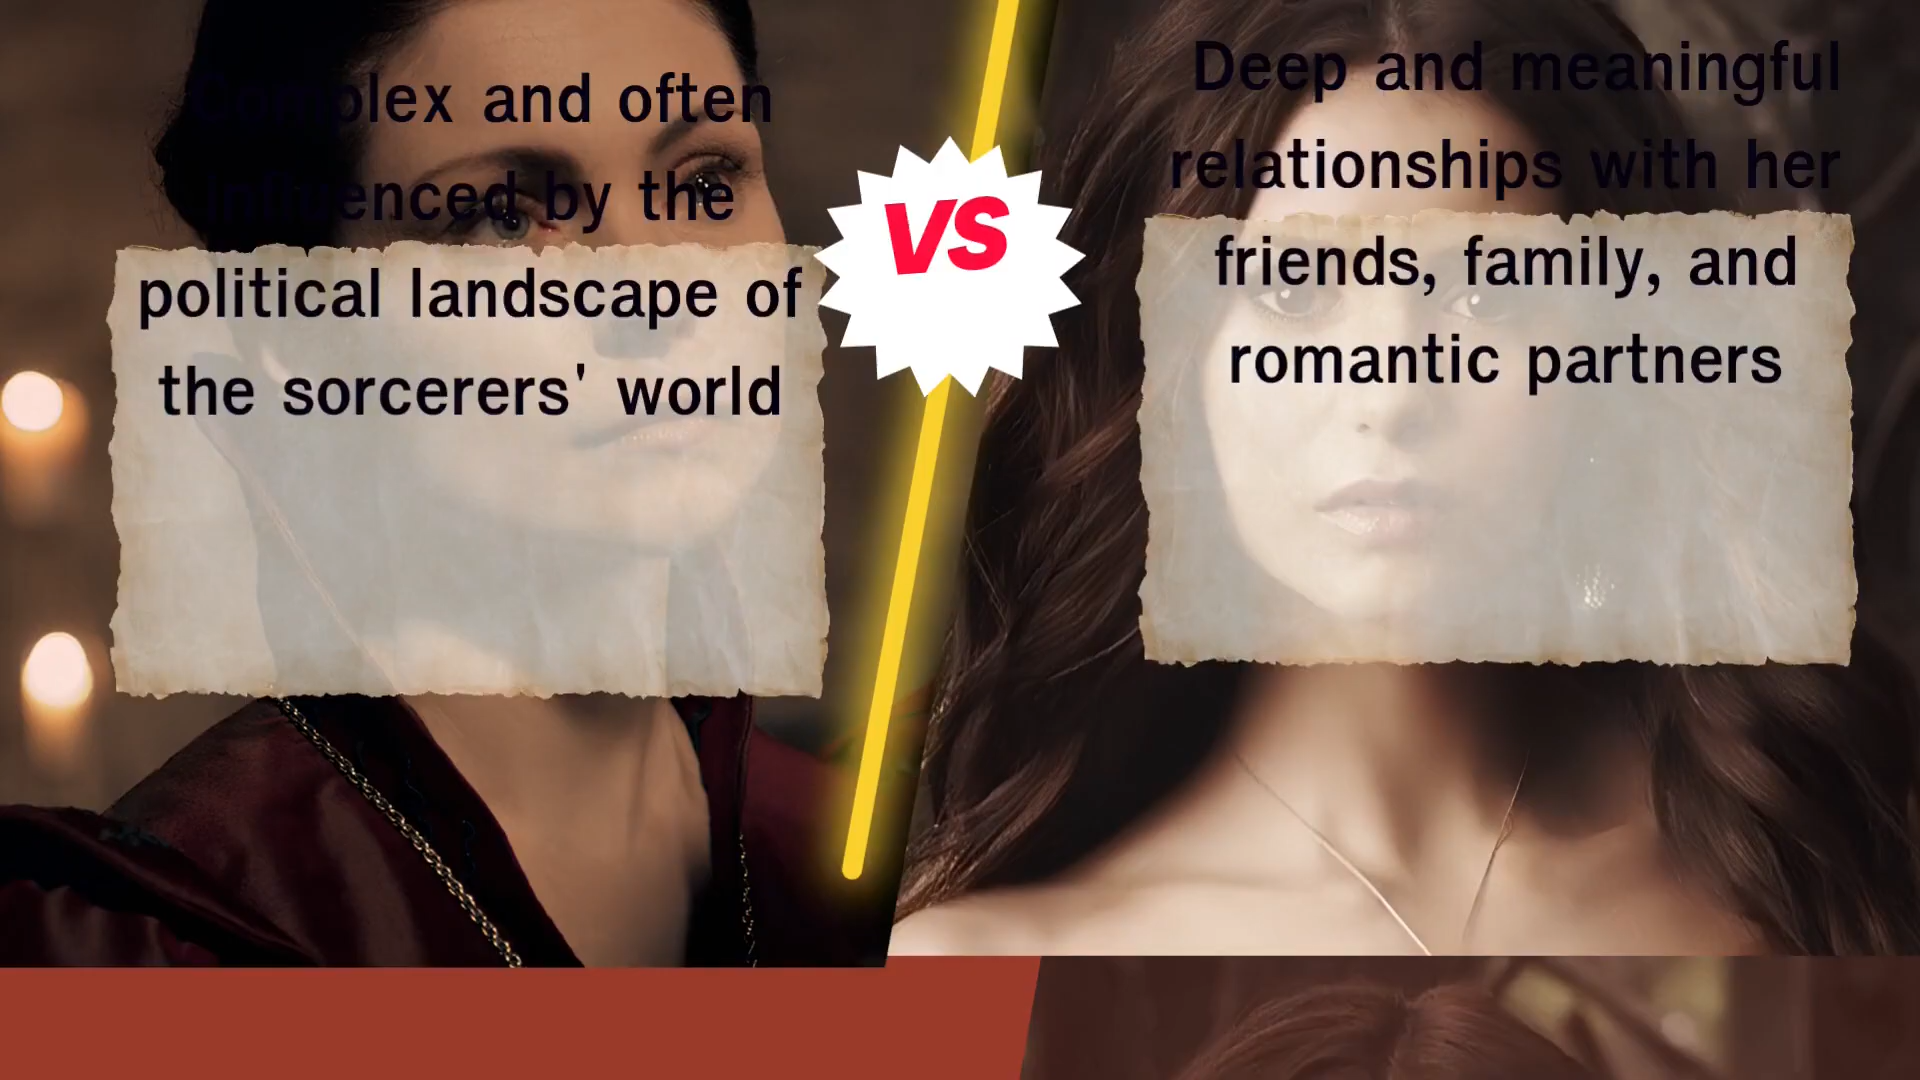 Complex and often
influenced by the
political landscape of
the sorcerers' world
VS
Deep and meaningful
relationships with her
friends, family, and
romantic partners